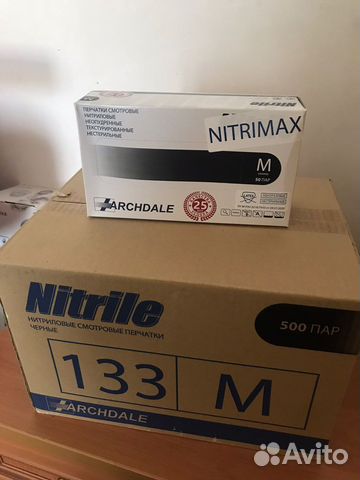 Nitrile
ПЕРЧАТКИ СМОТРОВЫЕ
НИТРИЛОВЫЕ
НЕОПУДРЕННЫЕ
ТЕКСТУРИРОВАННЫЕ
НЕСТЕРИЛЬНЫЕ
NITRIMAX
M
50 ПАР
LATEX
25
ARCHDALE
Nitrile
НИТРИЛОВЫЕ СМОТРОВЫЕ ПЕРЧАТКИ
ЧЕРНЫЕ
500 ПАР
133 M
ARCHDALE
Avito